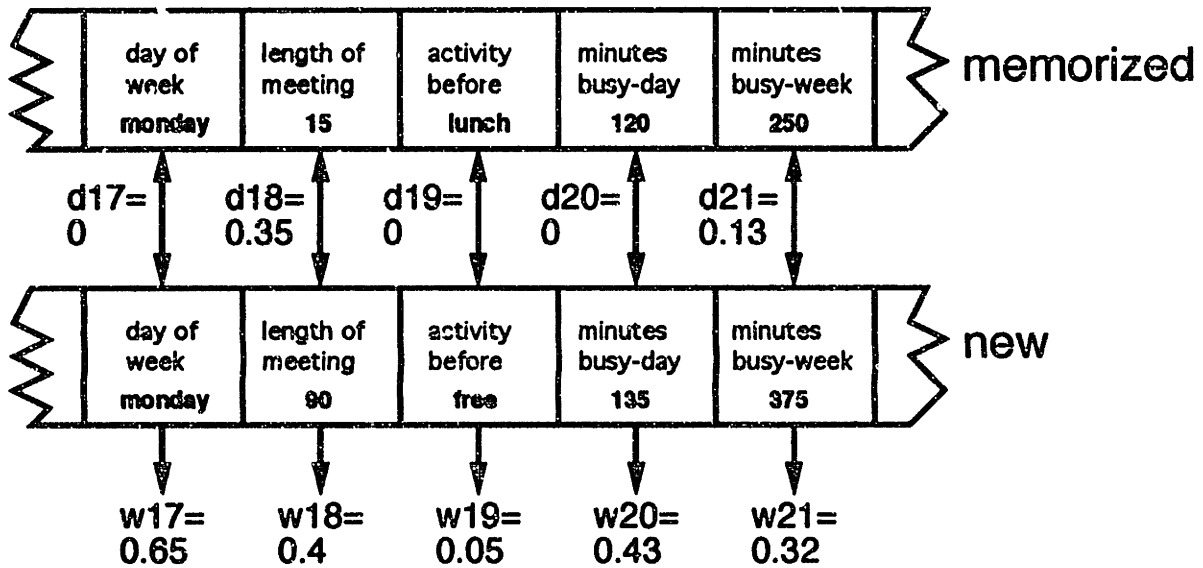 day of week monday
length of meeting 15
activity before lunch
minutes busy-day 120
minutes busy-week 250
memorized
d17= 0
d18= 0.35
d19= 0
d20= 0
d21= 0.13
day of week monday
length of meeting 90
activity before free
minutes busy-day 135
minutes busy-week 375
new
w17= 0.65
w18= 0.4
w19= 0.05
w20= 0.43
w21= 0.32